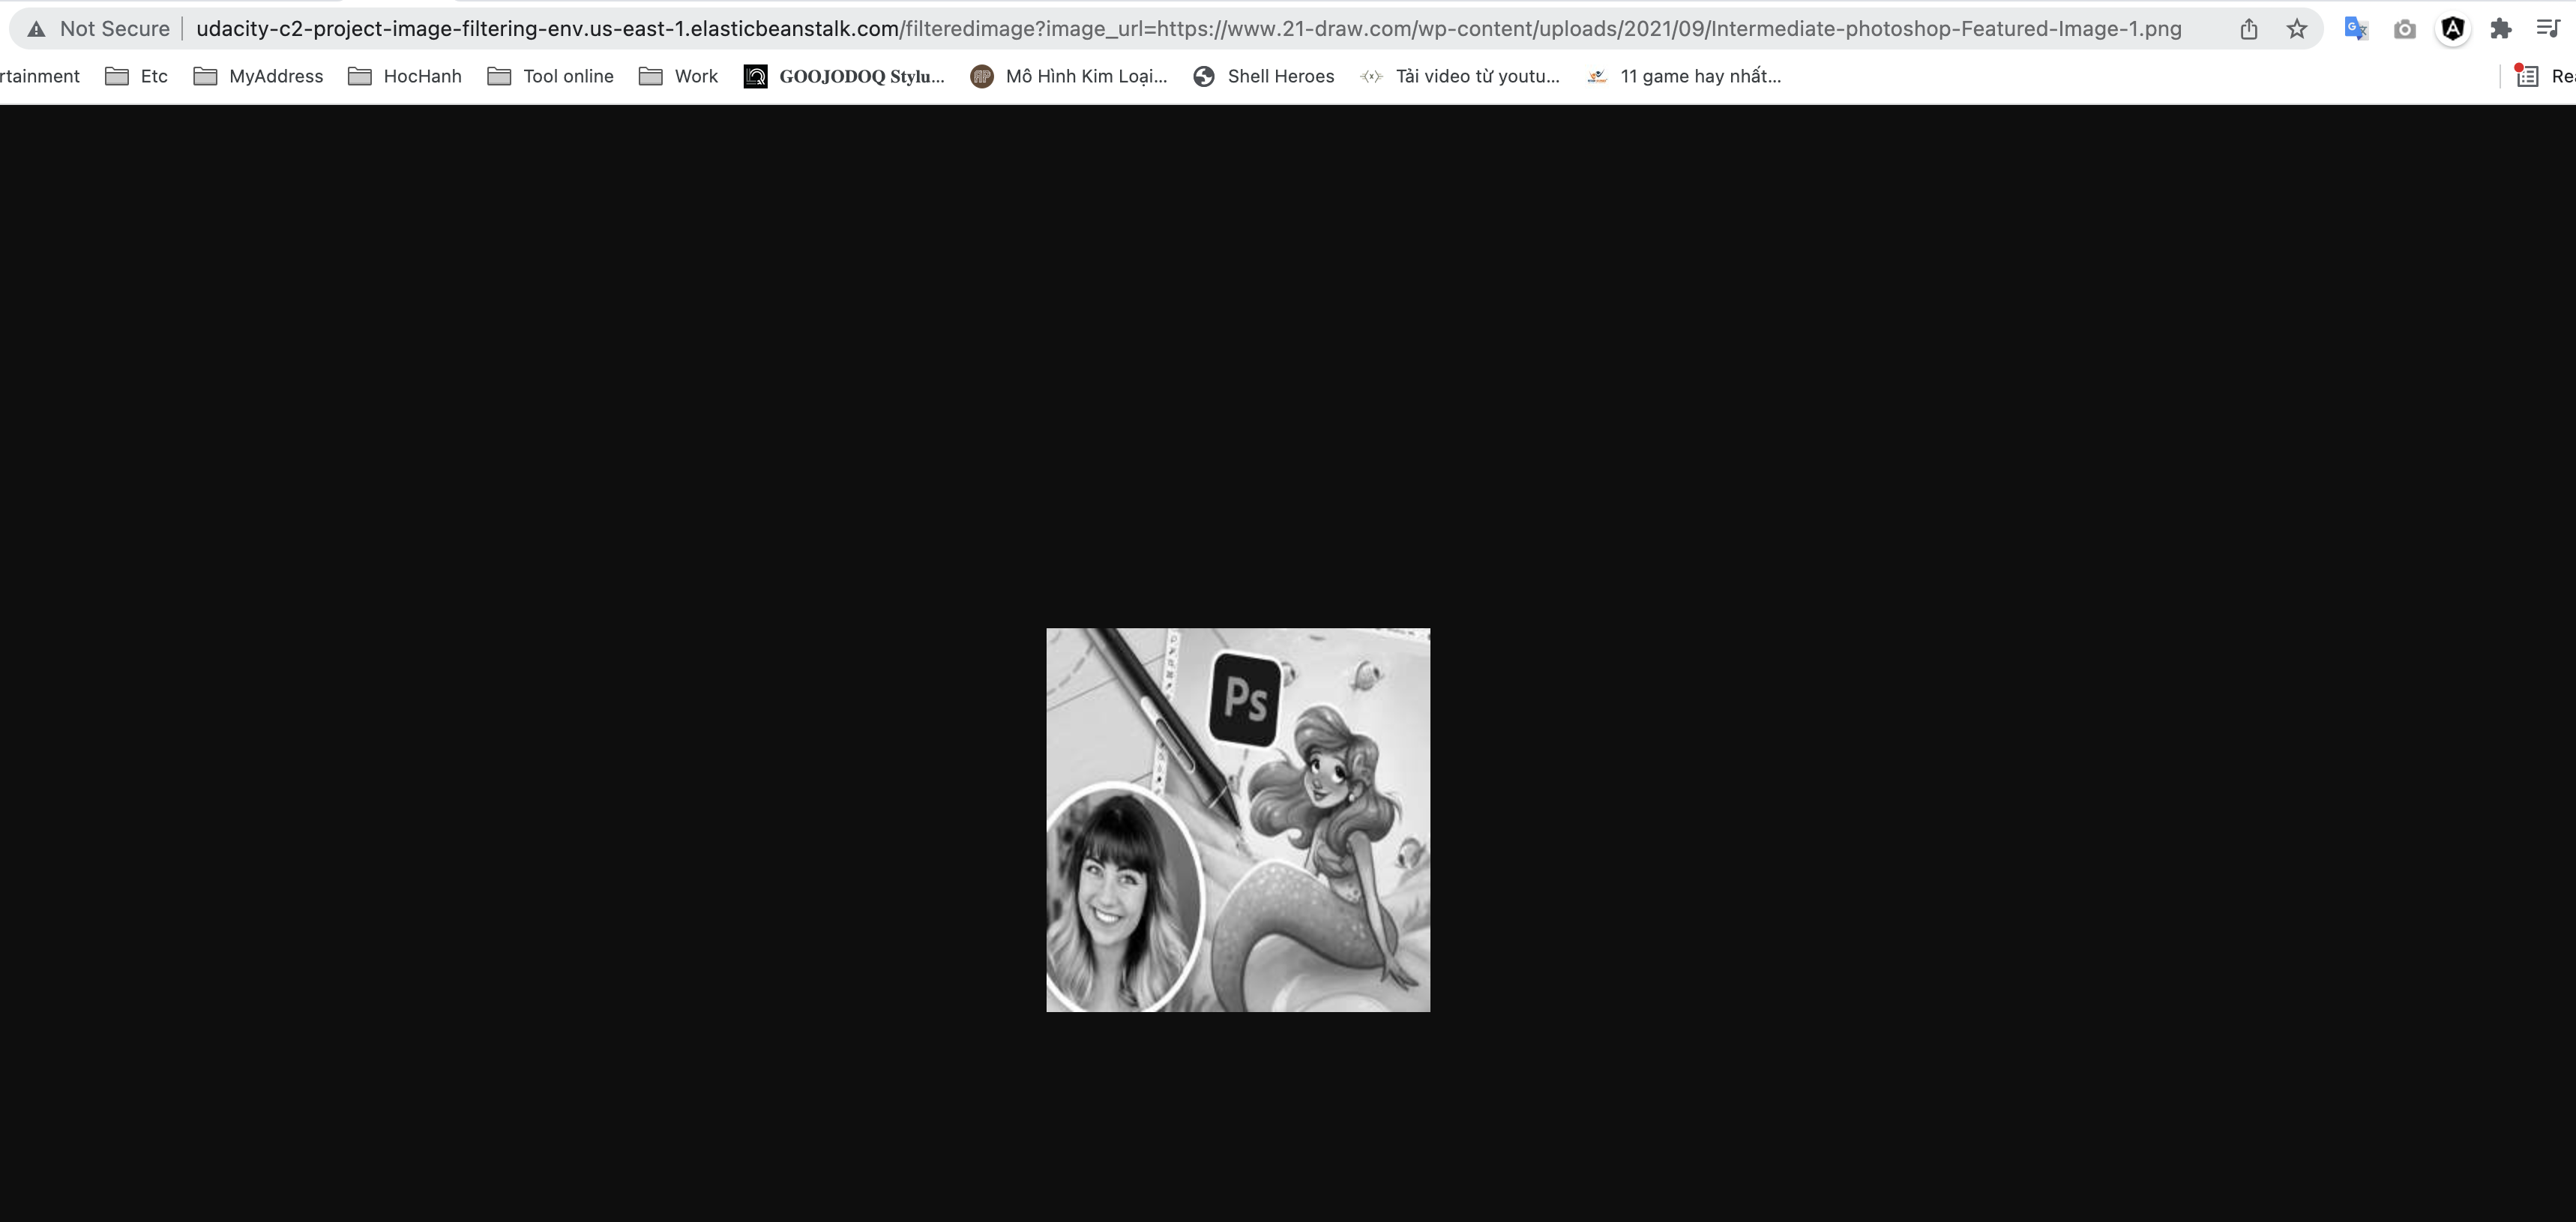 Not Secure udacity-c2-project-image-filtering-env.us-east-1.elasticbeanstalk.com/filteredimage?image_url=https://www.21-draw.com/wp-content/uploads/2021/09/Intermediate-photoshop-Featured-Image-1.png
rtainment Etc MyAddress HocHanh Tool online Work GOOJODOQ Stylu... Mô Hình Kim Loại... Shell Heroes Tải video từ youtu... 11 game hay nhất... Rea
Ps